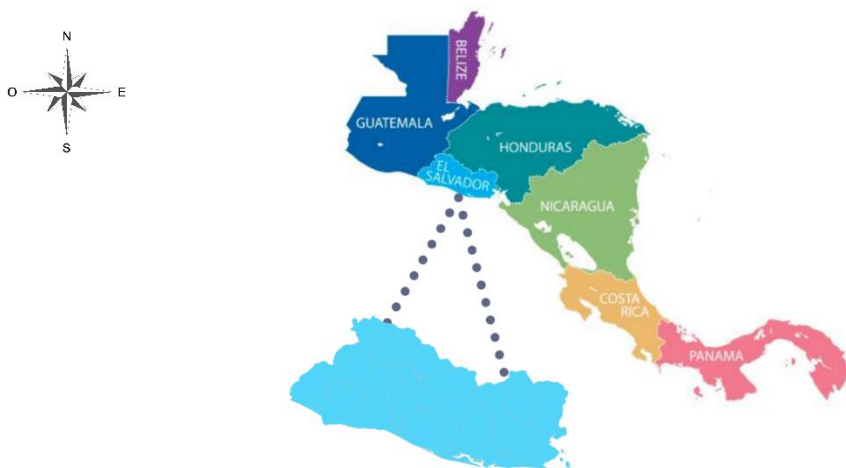 N
O E
S
BELIZE
GUATEMALA
HONDURAS
EL
SALVADOR
NICARAGUA
COSTA
RICA
PANAMA